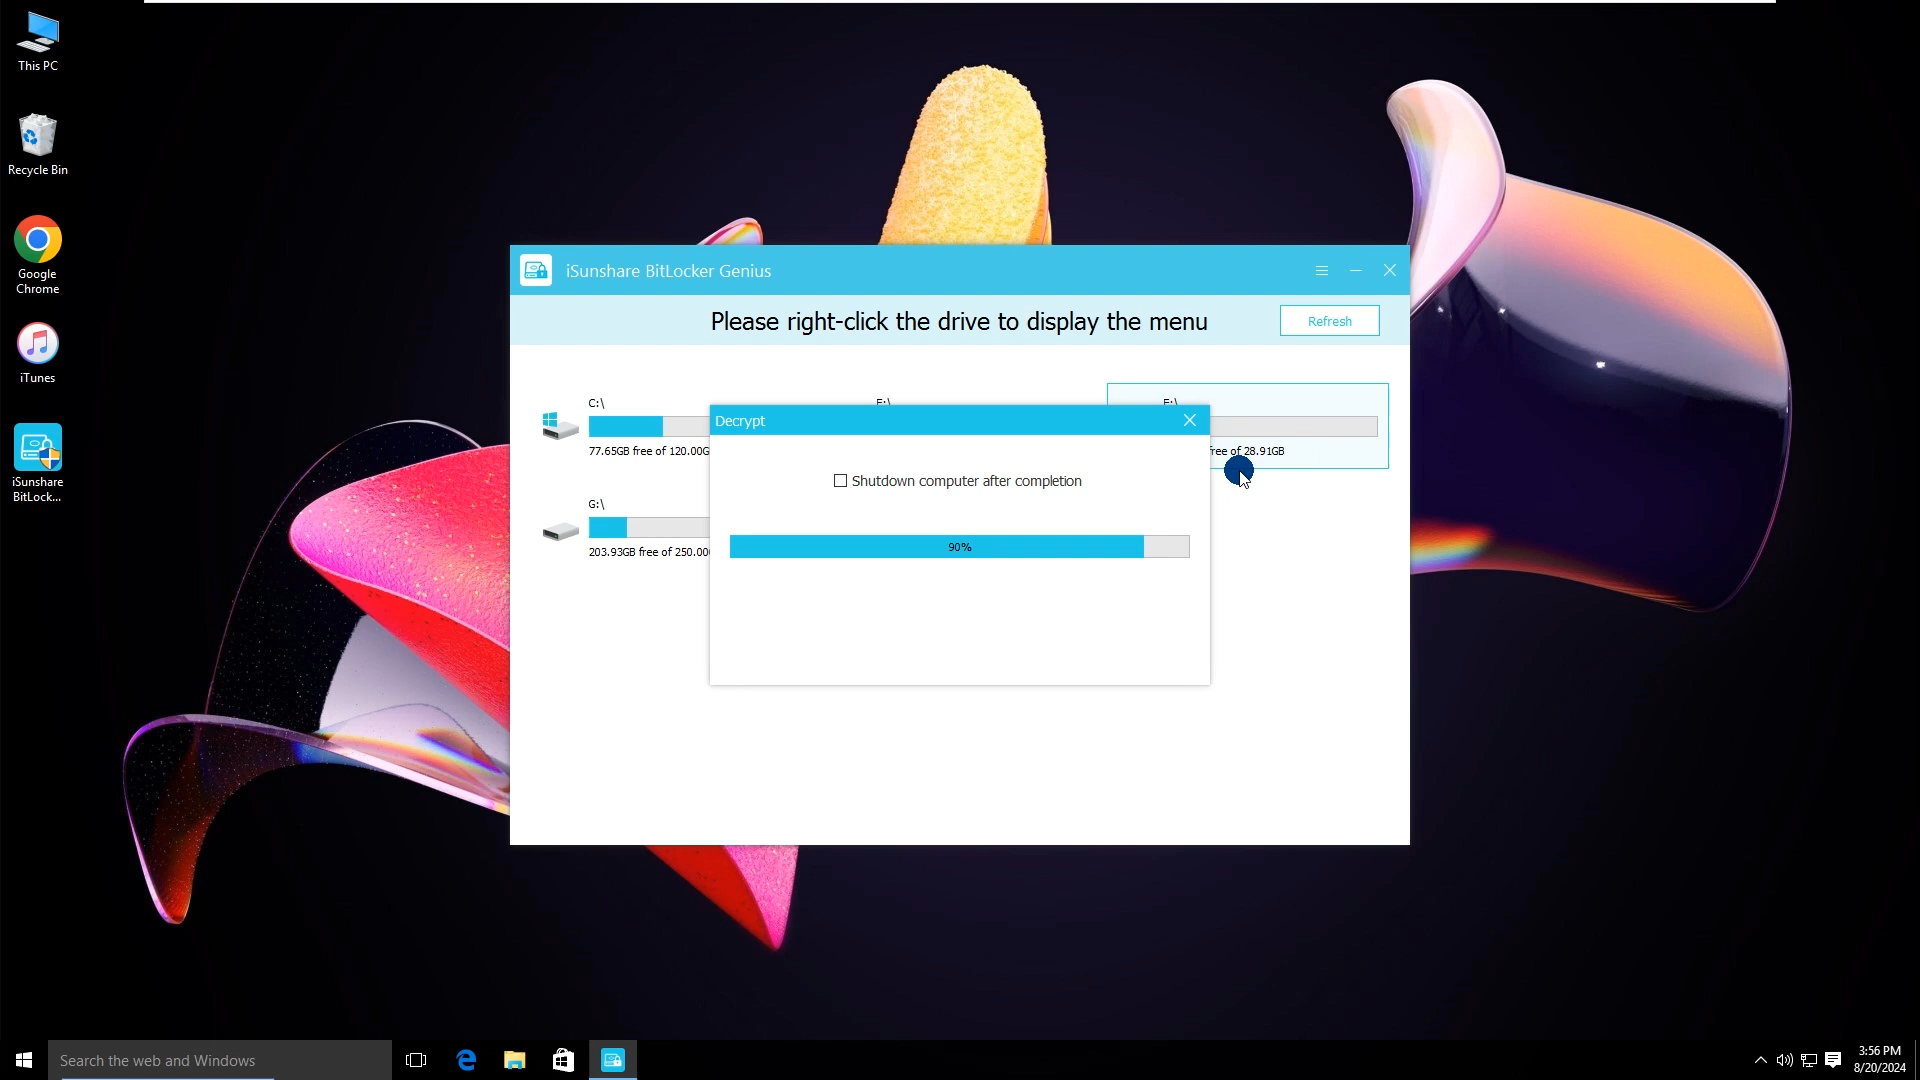 This PC
Recycle Bin
Google
Chrome
iTunes
iSunshare
BitLock...
iSunshare BitLocker Genius
Please right-click the drive to display the menu
Refresh
C:\
77.65GB free of 120.00G
G:\
203.93GB free of 250.00
free of 28.91GB
Decrypt
Shutdown computer after completion
90%
Search the web and Windows
3:56 PM
8/20/2024